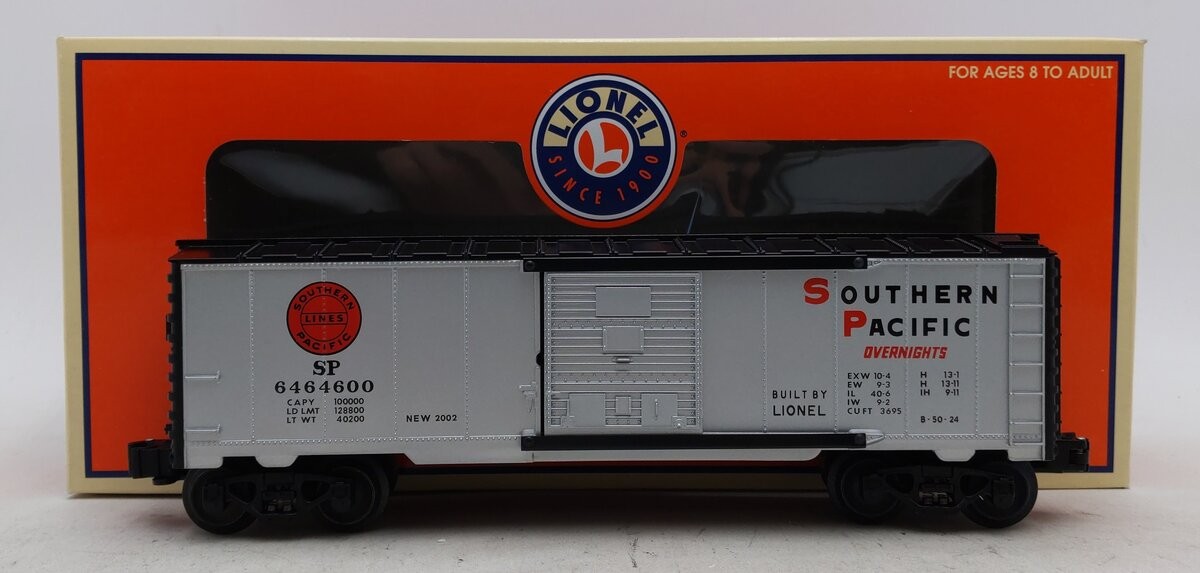 FOR AGES 8 TO ADULT
LIONEL
L
SINCE 1900
®
SOUTHERN
LINES
PACIFIC
SP
6464600
CAPY 100000
LD LMT 128800
LT WT 40200
NEW 2002
SOUTHERN
PACIFIC
OVERNIGHTS
BUILT BY
LIONEL
EXW 10-4 H 13-1
EW 9-3 H 13-11
IL 40-6 IH 9-11
IW 9-2
CU FT 3695 B-50-24